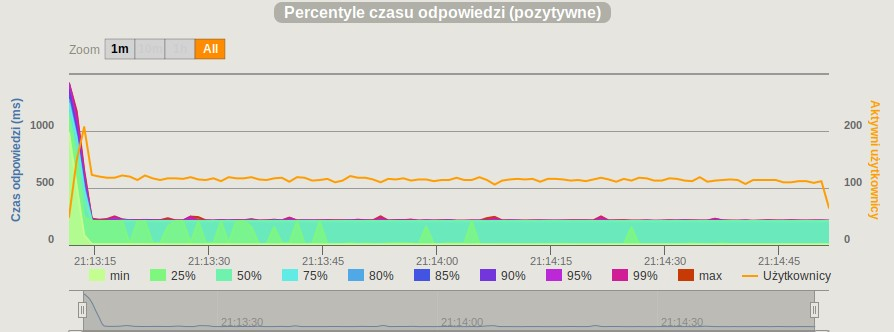 Percentyle czasu odpowiedzi (pozytywne)
Zoom 1m 10m 1h All
Czas odpowiedzi (ms)
1000
500
0
200
100
0
Aktywni użytkownicy
21:13:15 21:13:30 21:13:45 21:14:00 21:14:15 21:14:30 21:14:45
min 25% 50% 75% 80% 85% 90% 95% 99% max Użytkownicy
21:13:30 21:14:00 21:14:30